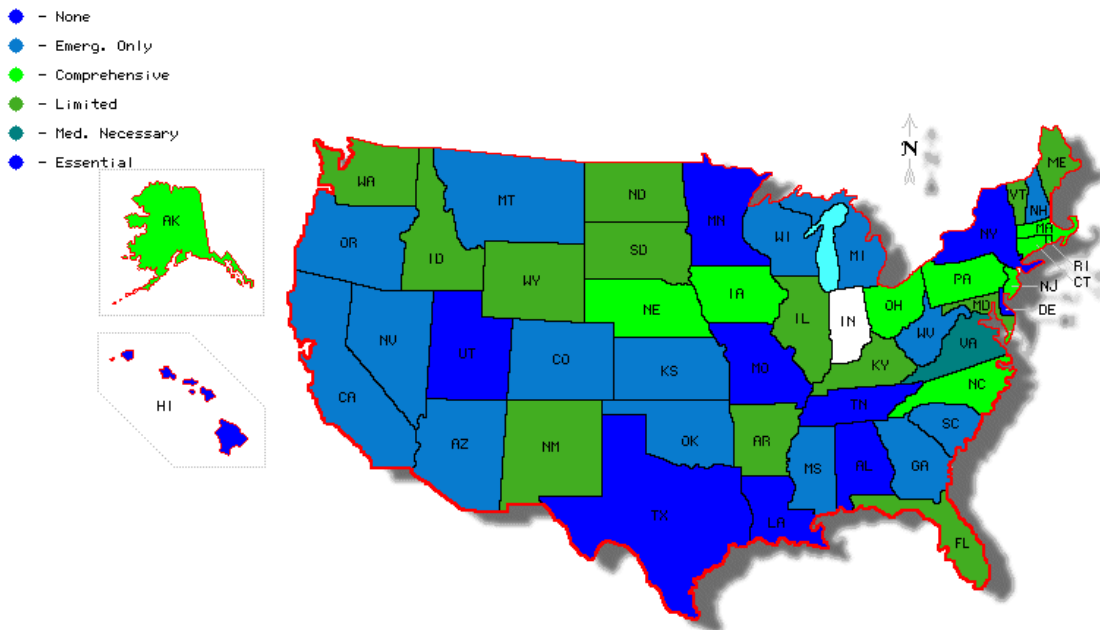 - None
- Emerg. Only
- Comprehensive
- Limited
- Med. Necessary
- Essential
N
AK
HI
WA
OR
CA
NV
ID
MT
WY
UT
CO
AZ
NM
ND
SD
NE
KS
OK
TX
MN
IA
MO
AR
LA
WI
IL
MI
IN
OH
KY
TN
MS
AL
GA
FL
SC
NC
VA
WV
MD
PA
NY
VT
NH
ME
MA
RI
CT
NJ
DE